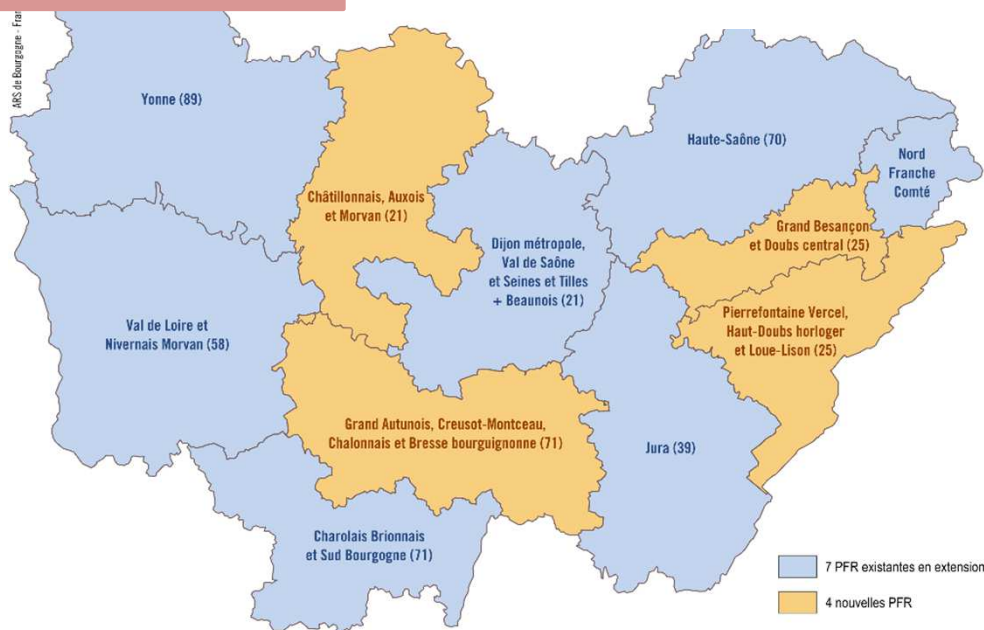 ARS de Bourgogne - Fran
Yonne (89)
Haute-Saône (70)
Nord
Franche
Comté
Châtillonnais, Auxois
et Morvan (21)
Grand Besançon
et Doubs central (25)
Dijon métropole,
Val de Saône
et Seines et Tilles
+ Beaunois (21)
Pierrefontaine Vercel,
Haut-Doubs horloger
et Loue-Lison (25)
Val de Loire et
Nivernais Morvan (58)
Grand Autunois, Creusot-Montceau,
Chalonnais et Bresse bourguignonne (71)
Jura (39)
Charolais Brionnais
et Sud Bourgogne (71)
7 PFR existantes en extension
4 nouvelles PFR